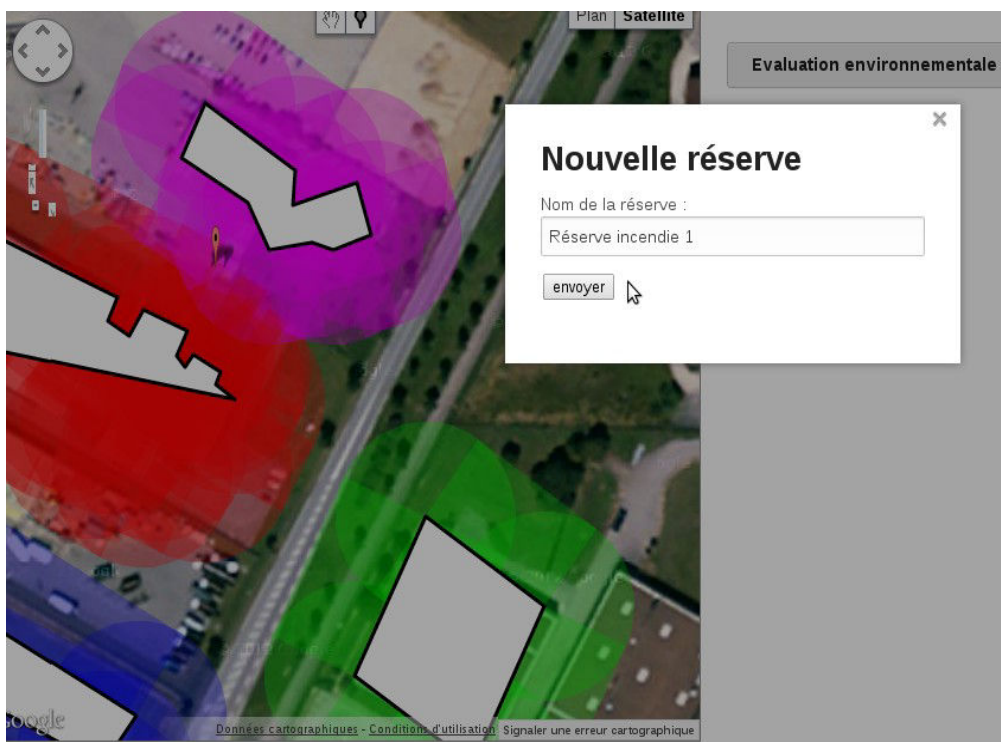 Plan Satellite
Evaluation environnementale
×
Nouvelle réserve
Nom de la réserve :
Réserve incendie 1
envoyer
Google
Données cartographiques - Conditions d'utilisation Signaler une erreur cartographique